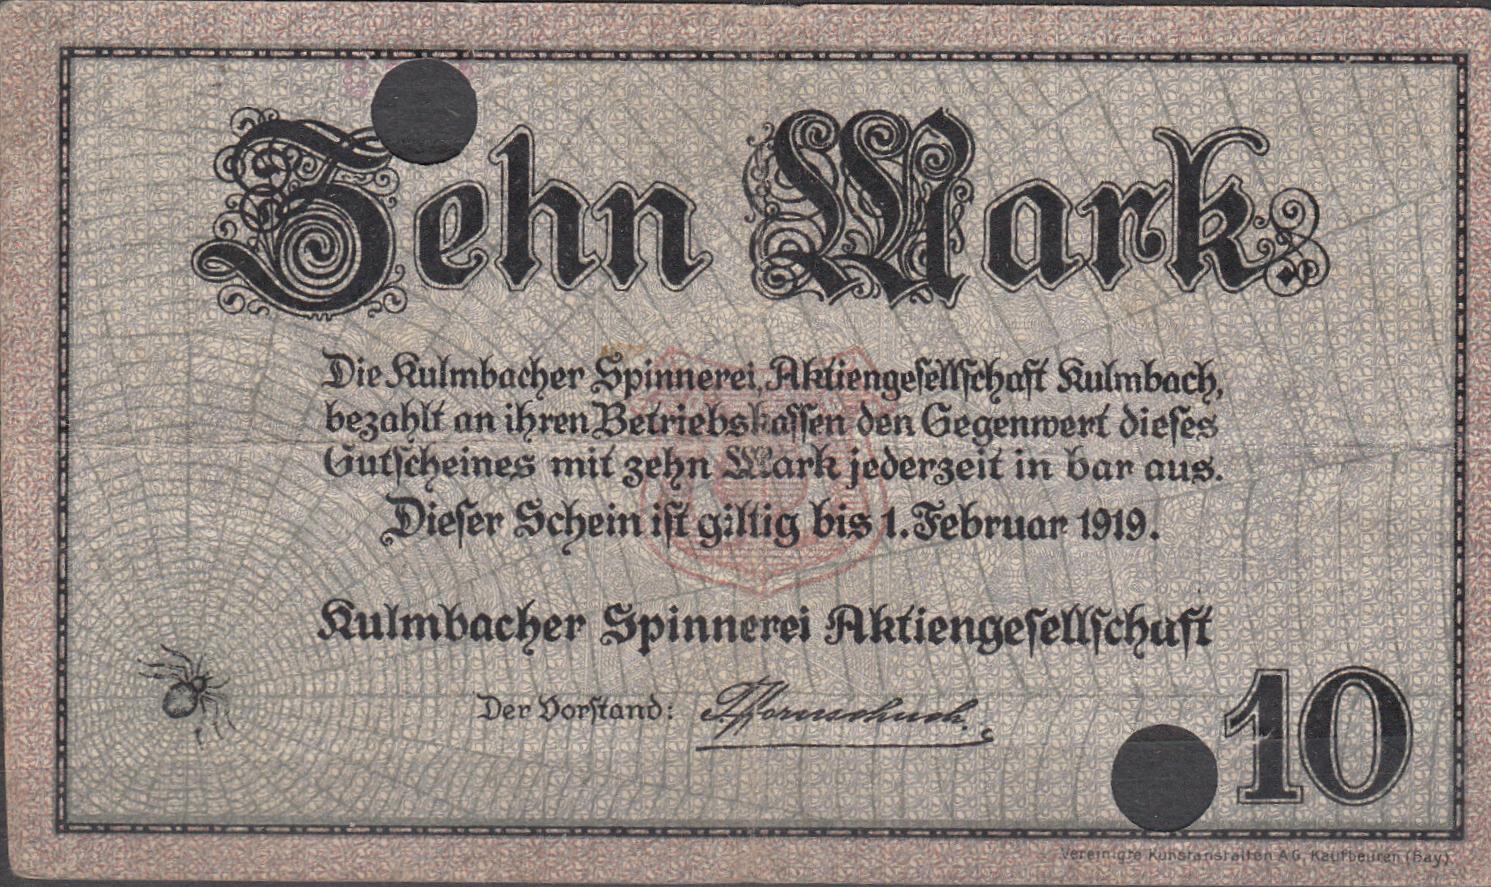 Zehn Mark
Die Kulmbacher Spinnerei, Aktiengesellschaft Kulmbach,
bezahlt an ihren Betriebskassen den Gegenwert dieses
Gutscheines mit zehn Mark jederzeit in bar aus.
Dieser Schein ist giltig bis 1. Februar 1919.
Kulmbacher Spinnerei Aktiengesellschaft
Der Vorstand: F. Hornschuch.
10
Vereinigte Kunstanstalten AG, Kaufbeuren (Bay).